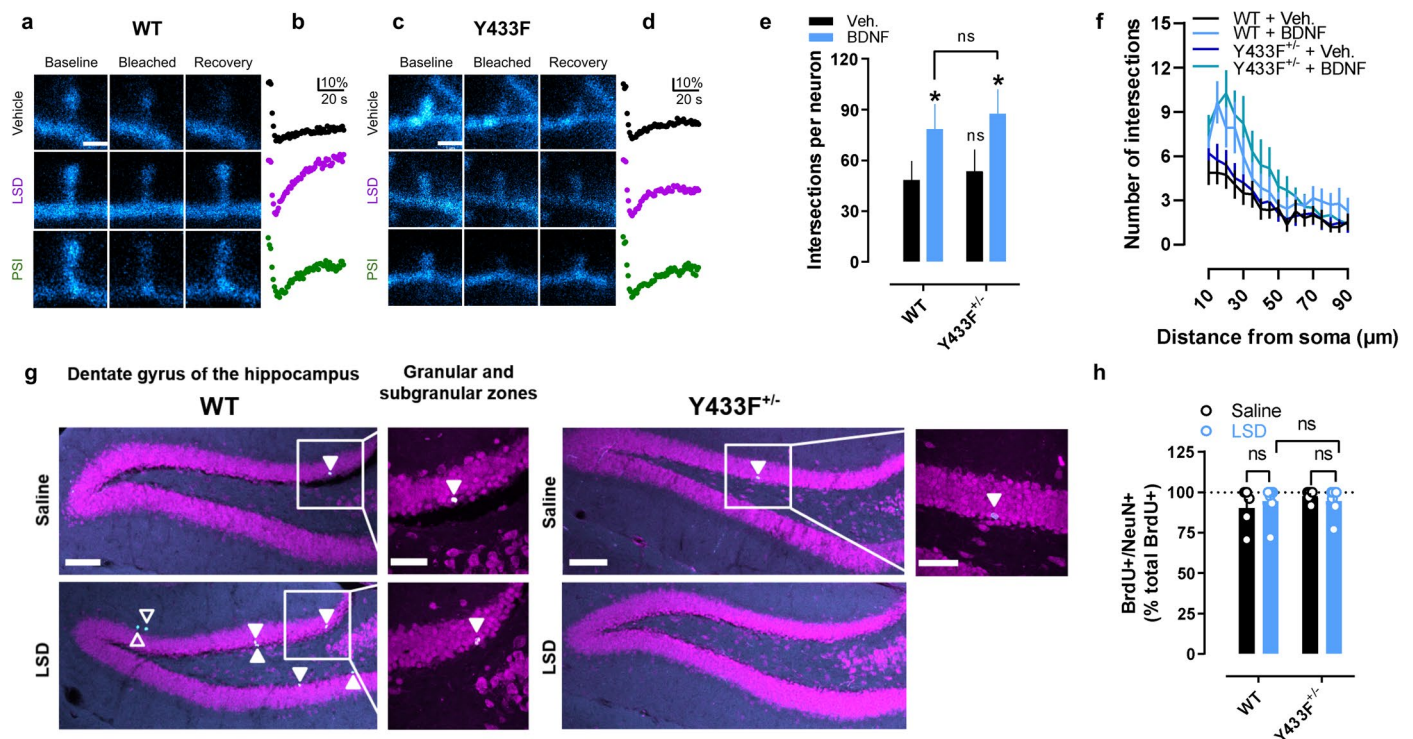 a
WT
Baseline
Bleached
Recovery
Vehicle
LSD
PSI
b
10%
20 s
c
Y433F
Baseline
Bleached
Recovery
Vehicle
LSD
PSI
d
10%
20 s
e
Veh.
BDNF
ns
*
*
ns
Intersections per neuron
120
90
60
30
0
WT
Y433F+/-
f
WT + Veh.
WT + BDNF
Y433F+/- + Veh.
Y433F+/- + BDNF
Number of intersections
15
12
9
6
3
0
10
30
50
70
90
Distance from soma (µm)
g
Dentate gyrus of the hippocampus
Granular and
subgranular zones
WT
Y433F+/-
Saline
LSD
Saline
LSD
h
Saline
LSD
ns
ns
ns
BrdU+/NeuN+
(% total BrdU+)
125
100
75
50
25
0
WT
Y433F+/-